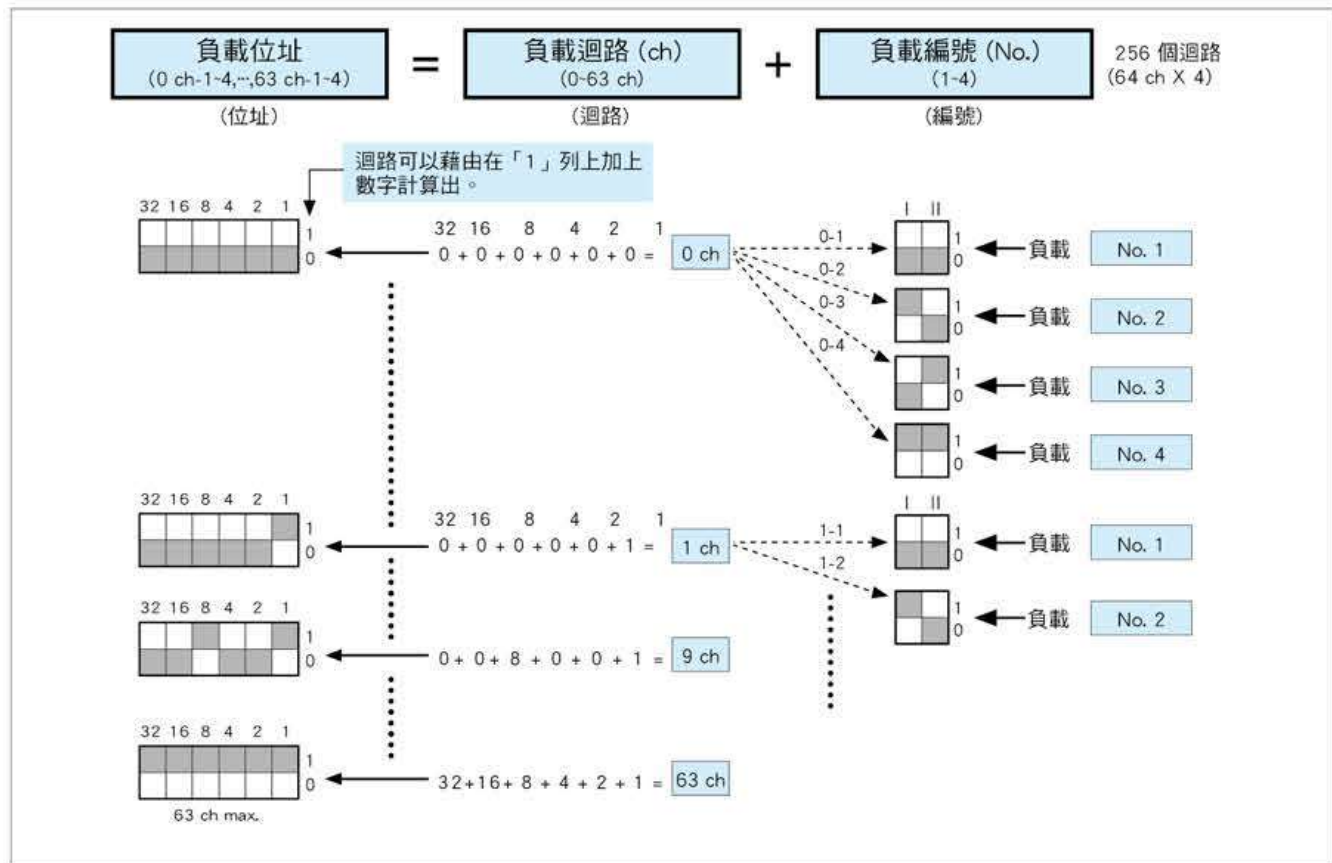 負載位址 = 負載迴路 (ch) + 負載編號 (No.) 256 個迴路
(0 ch-1~4,…,63 ch-1~4) (0~63 ch) (1~4) (64 ch X 4)
(位址) (迴路) (編號)
迴路可以藉由在「1」列上加上
數字計算出。
32 16 8 4 2 1
1
0
32 16 8 4 2 1
0 + 0 + 0 + 0 + 0 + 0 = 0 ch
0-1
0-2
0-3
0-4
I II
1
0
負載 No. 1
1
0
負載 No. 2
1
0
負載 No. 3
1
0
負載 No. 4
32 16 8 4 2 1
1
0
32 16 8 4 2 1
0 + 0 + 0 + 0 + 0 + 1 = 1 ch
1-1
1-2
I II
1
0
負載 No. 1
1
0
負載 No. 2
32 16 8 4 2 1
1
0
0 + 0 + 8 + 0 + 0 + 1 = 9 ch
32 16 8 4 2 1
1
0
32+16+ 8 + 4 + 2 + 1 = 63 ch
63 ch max.